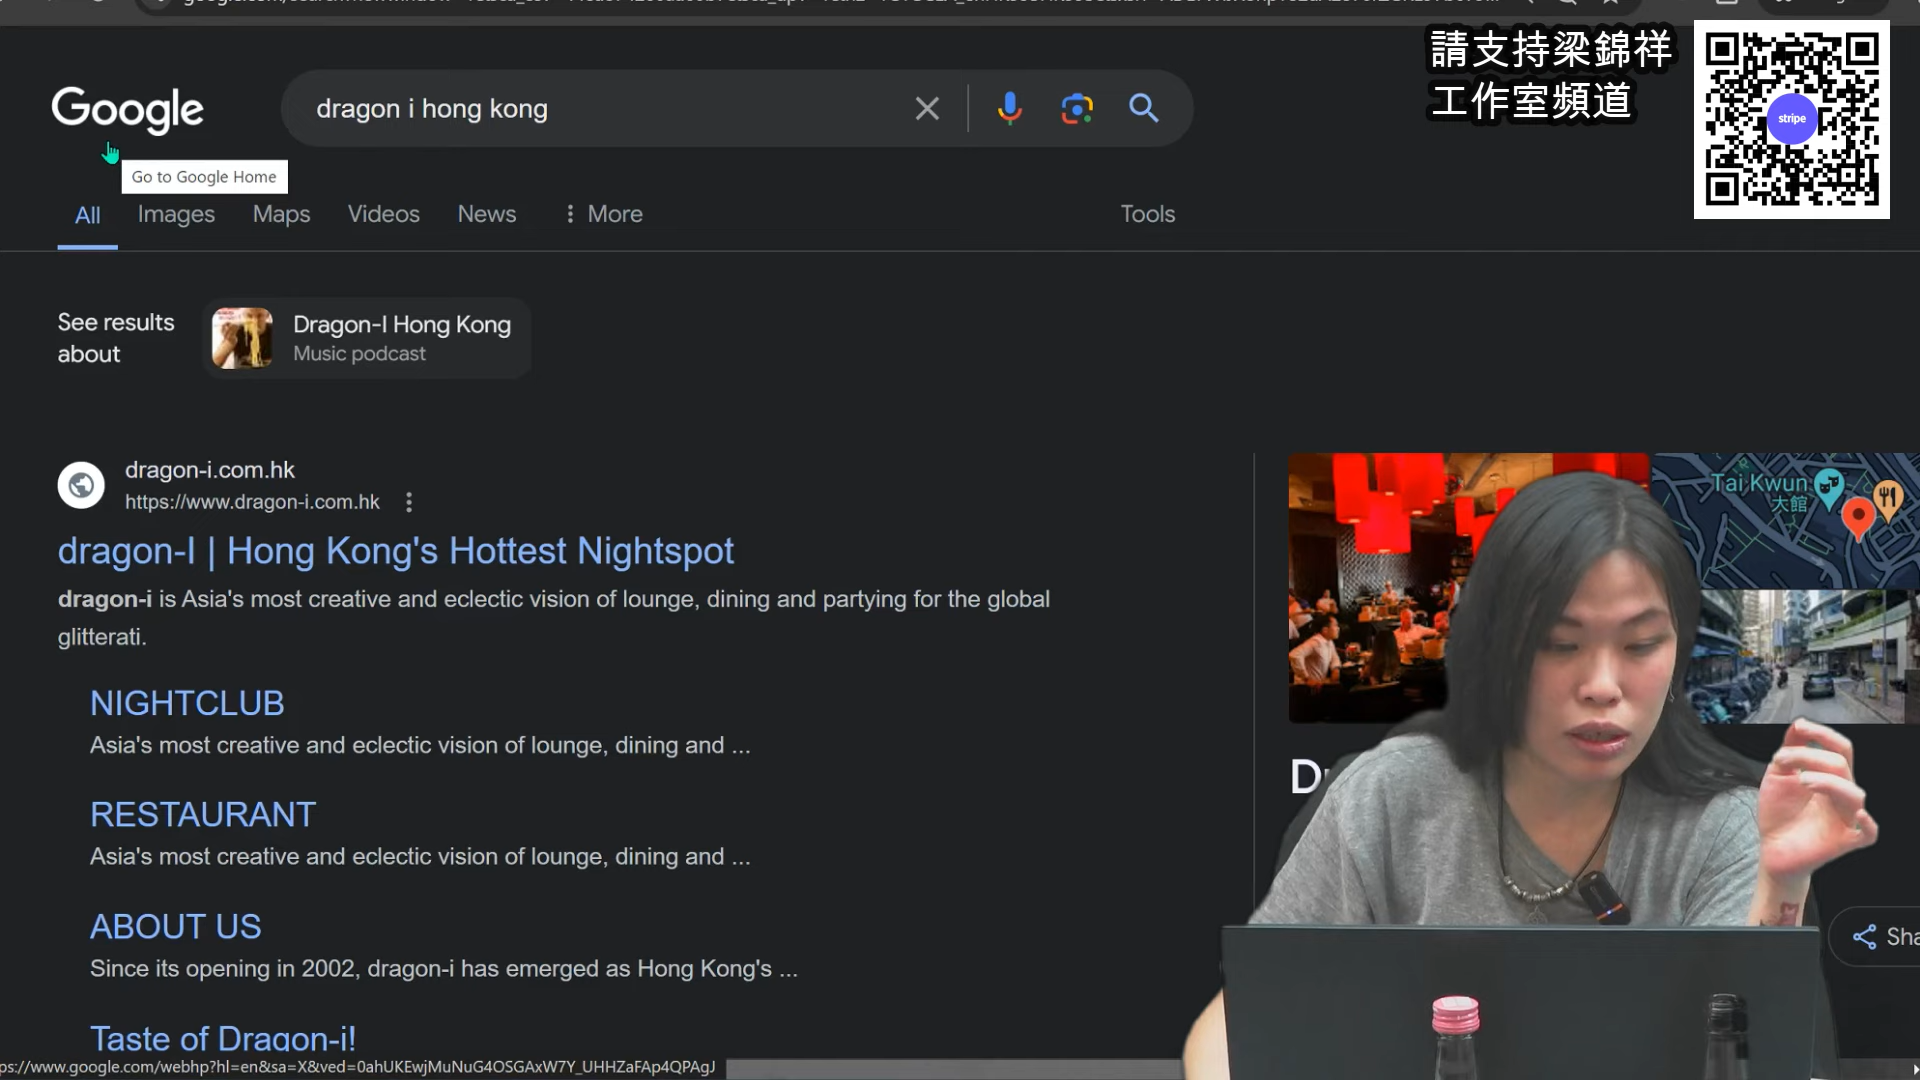 請支持梁錦祥
工作室頻道
stripe
Google
dragon i hong kong
Go to Google Home
All
Images
Maps
Videos
News
More
Tools
See results
about
Dragon-I Hong Kong
Music podcast
dragon-i.com.hk
https://www.dragon-i.com.hk
dragon-I | Hong Kong's Hottest Nightspot
dragon-i is Asia's most creative and eclectic vision of lounge, dining and partying for the global
glitterati.
NIGHTCLUB
Asia's most creative and eclectic vision of lounge, dining and ...
RESTAURANT
Asia's most creative and eclectic vision of lounge, dining and ...
ABOUT US
Since its opening in 2002, dragon-i has emerged as Hong Kong's ...
Taste of Dragon-i!
Tai Kwun
大館
ps://www.google.com/webhp?hl=en&sa=X&ved=0ahUKEwjMuNuG4OSGAxW7Y_UHHZaFAp4QPAgJ